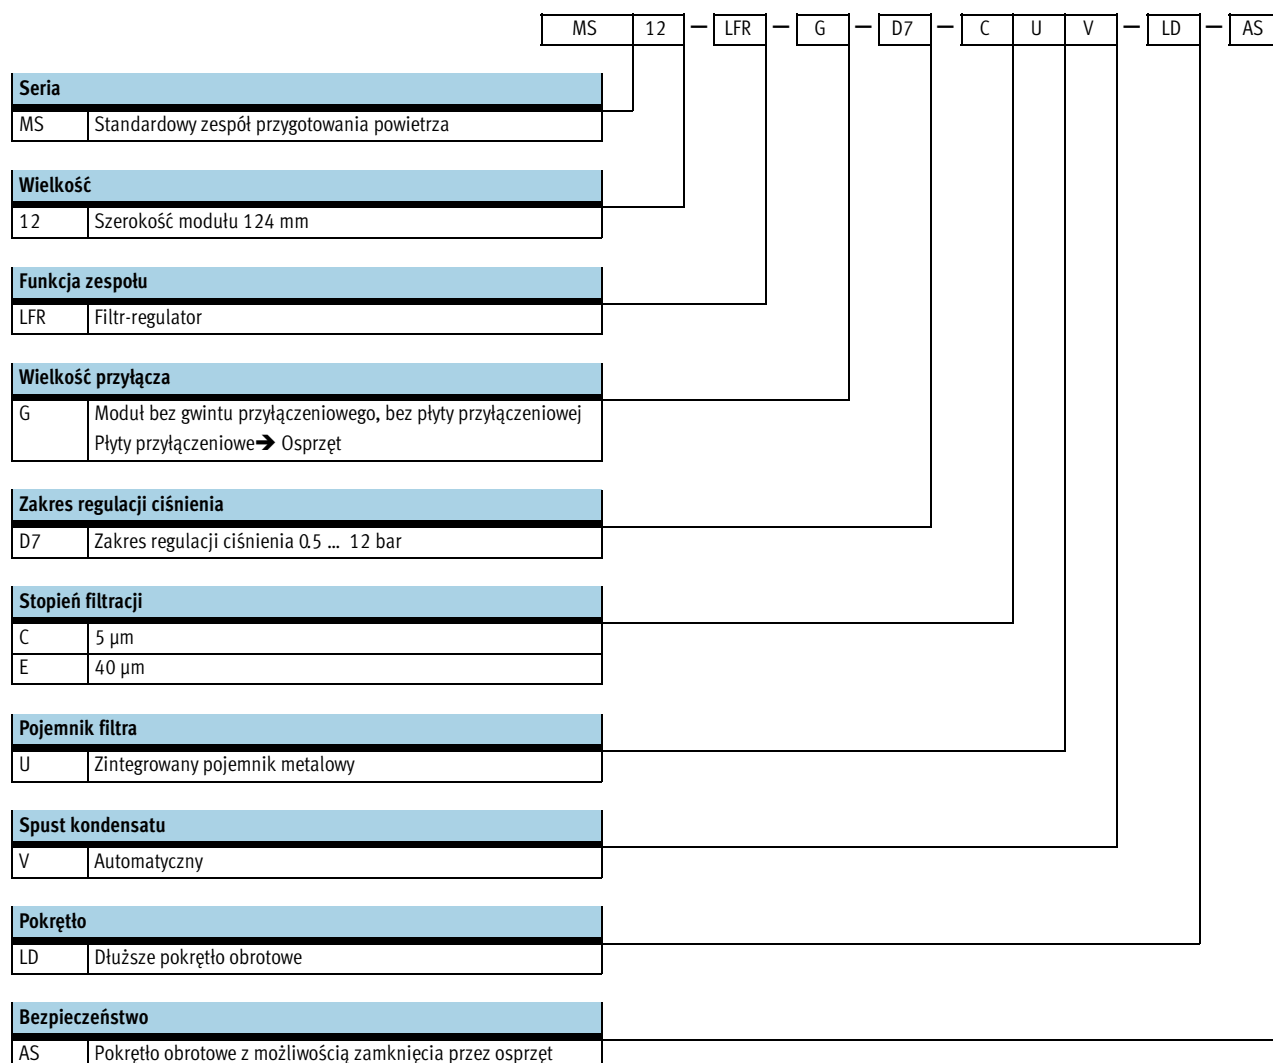 MS 12 – LFR – G – D7 – C U V – LD – AS
Seria
MS Standardowy zespół przygotowania powietrza
Wielkość
12 Szerokość modułu 124 mm
Funkcja zespołu
LFR Filtr-regulator
Wielkość przyłącza
G Moduł bez gwintu przyłączeniowego, bez płyty przyłączeniowej
Płyty przyłączeniowe➔ Osprzęt
Zakres regulacji ciśnienia
D7 Zakres regulacji ciśnienia 0.5 ... 12 bar
Stopień filtracji
C 5 µm
E 40 µm
Pojemnik filtra
U Zintegrowany pojemnik metalowy
Spust kondensatu
V Automatyczny
Pokrętło
LD Dłuższe pokrętło obrotowe
Bezpieczeństwo
AS Pokrętło obrotowe z możliwością zamknięcia przez osprzęt